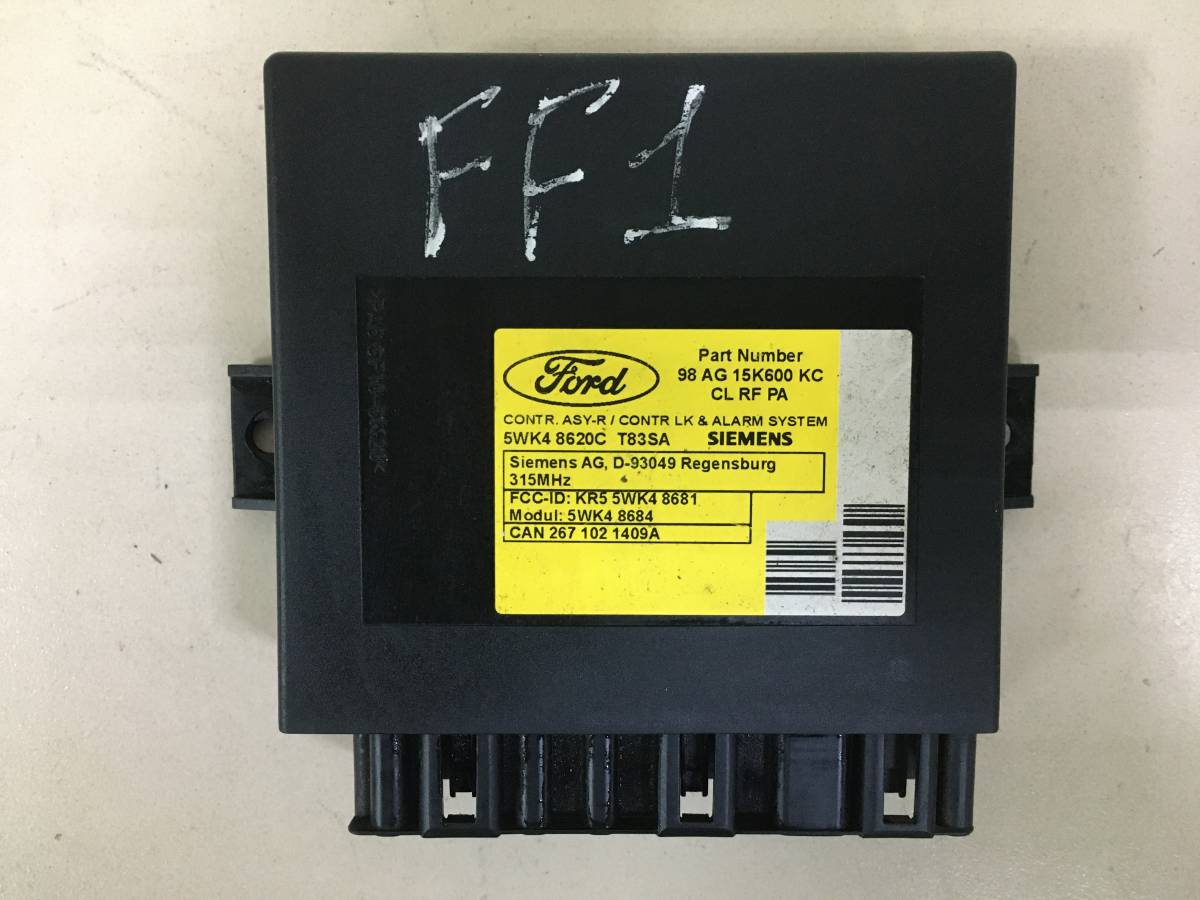 FF1
Ford
Part Number
98 AG 15K600 KC
CL RF PA
CONTR. ASY-R / CONTR LK & ALARM SYSTEM
5WK4 8620C T83SA SIEMENS
Siemens AG, D-93049 Regensburg
315MHz
FCC-ID: KR5 5WK4 8681
Modul: 5WK4 8684
CAN 267 102 1409A